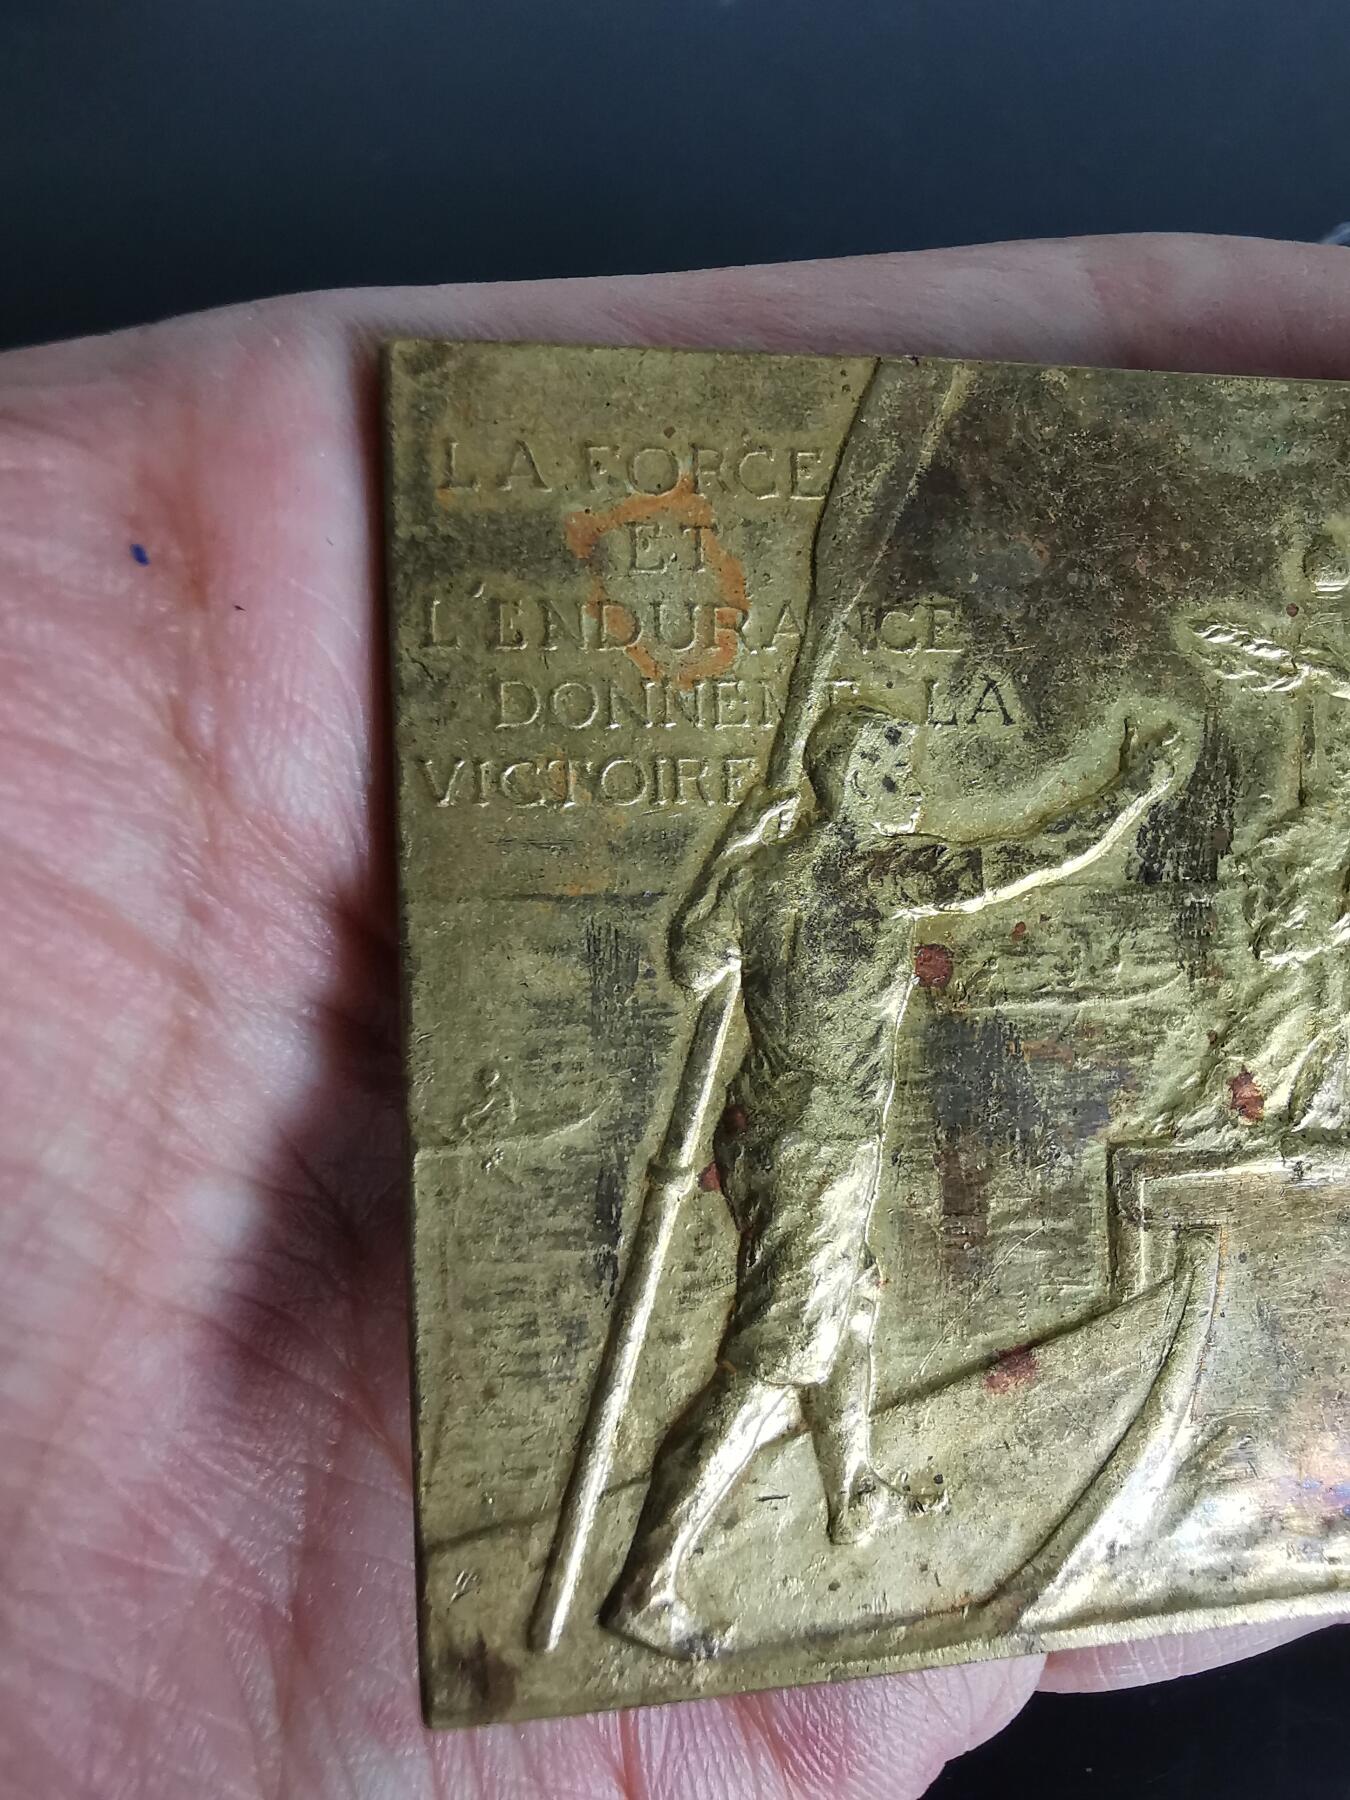 LA FORCE
ET
L'ENDURANCE
DONNENT LA
VICTOIRE